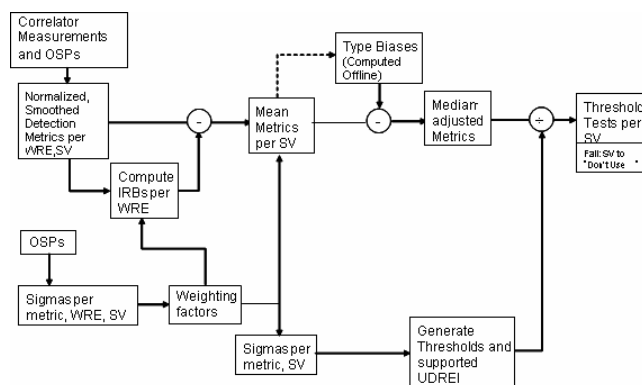 Correlator
Measurements
and OSPs
Normalized,
Smoothed
Detection
Metrics per
WRE,SV
-
Mean
Metrics
per SV
Type Biases
(Computed
Offline)
-
Median-
adjusted
Metrics
÷
Threshold
Tests per
SV
Fail: SV to
"Don't Use"
Compute
IRBs per
WRE
OSPs
Sigmas per
metric, WRE, SV
Weighting
factors
Sigmas per
metric, SV
Generate
Thresholds and
supported
UDREI